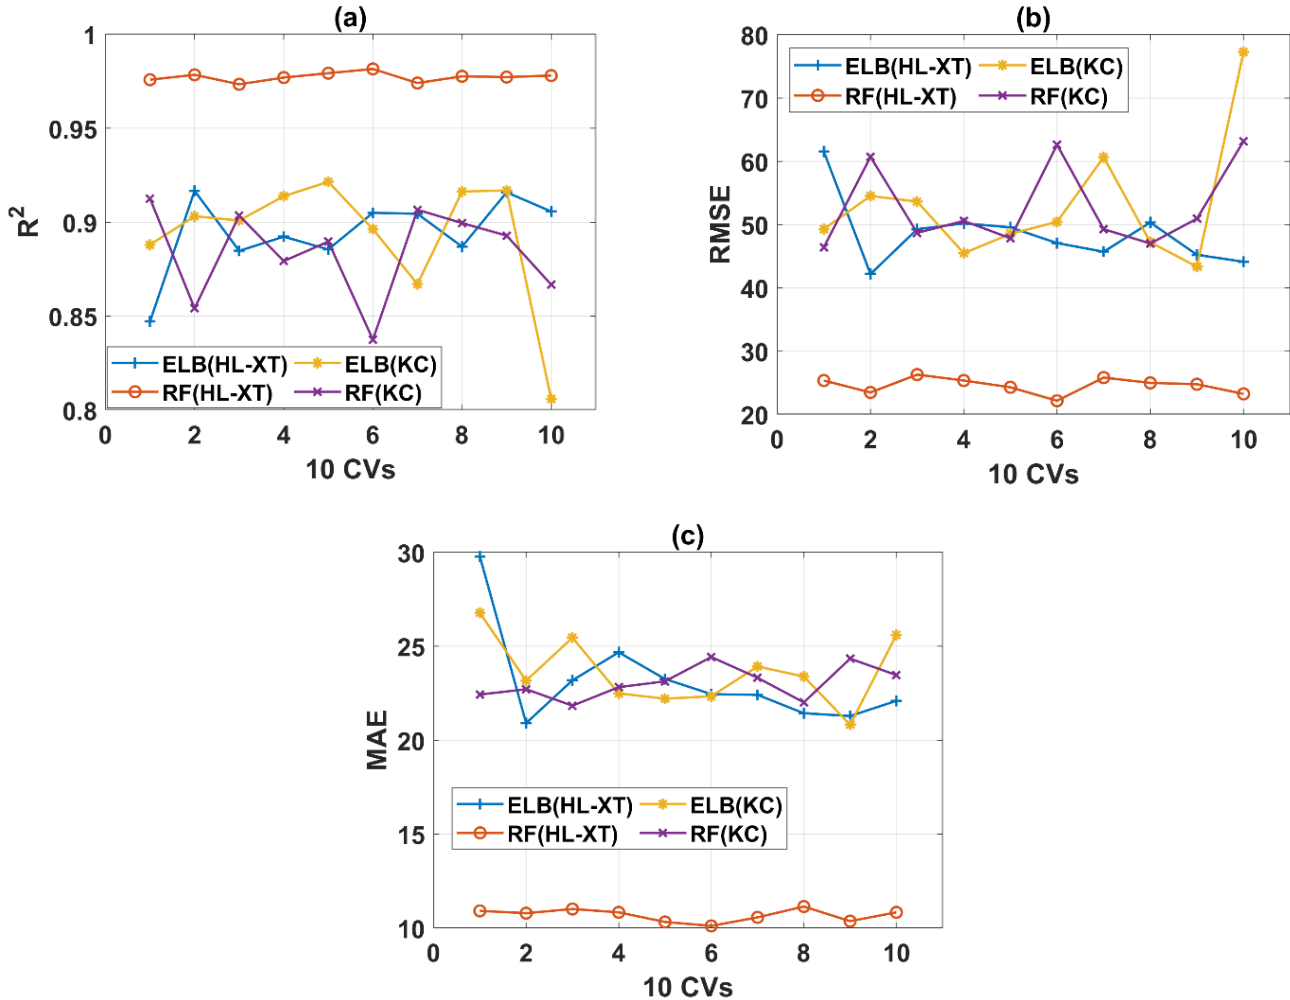 (a)
1
0.95
0.9
0.85
0.8
R²
ELB(HL-XT) ELB(KC)
RF(HL-XT) RF(KC)
0 2 4 6 8 10
10 CVs
(b)
80
70
60
50
40
30
20
RMSE
ELB(HL-XT) ELB(KC)
RF(HL-XT) RF(KC)
0 2 4 6 8 10
10 CVs
(c)
30
25
20
15
10
MAE
ELB(HL-XT) ELB(KC)
RF(HL-XT) RF(KC)
0 2 4 6 8 10
10 CVs